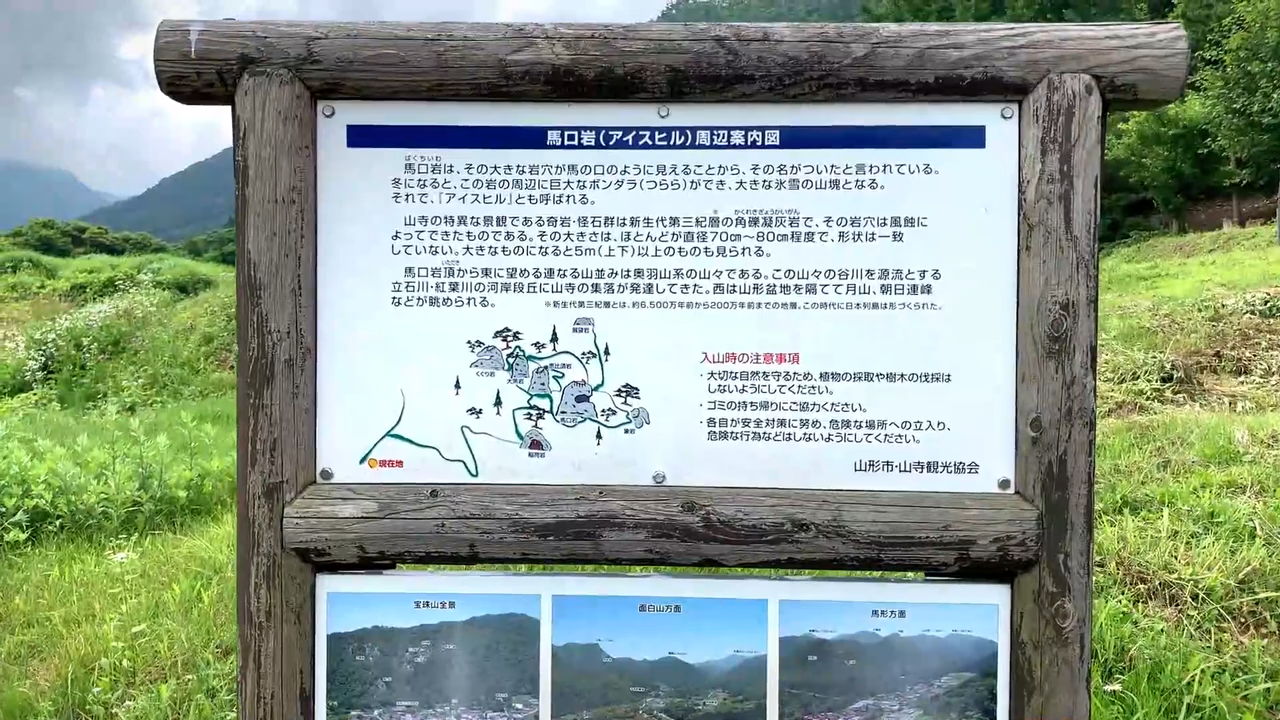 馬口岩(アイスヒル)周辺案内図
ばくちいわ
馬口岩は、その大きな岩穴が馬の口のように見えることから、その名がついたと言われている。
冬になると、この岩の周辺に巨大なボンダラ(つらら)ができ、大きな氷雪の山塊となる。
それで、『アイスヒル』とも呼ばれる。
※ かくれきぎょうかいがん
山寺の特異な景観である奇岩・怪石群は新生代第三紀層の角礫凝灰岩で、その岩穴は風蝕に
よってできたものである。その大きさは、ほとんどが直径70㎝～80㎝程度で、形状は一致
していない。大きなものになると5m(上下)以上のものも見られる。
いただき
馬口岩頂から東に望める連なる山並みは奥羽山系の山々である。この山々の谷川を源流とする
立石川・紅葉川の河岸段丘に山寺の集落が発達してきた。西は山形盆地を隔てて月山、朝日連峰
などが眺められる。
※新生代第三紀層とは、約6,500万年前から200万年前までの地層。この時代に日本列島は形づくられた。
展望岩
くぐり岩
大黒岩
恵比須岩
馬口岩
象岩
稲荷岩
現在地
入山時の注意事項
・大切な自然を守るため、植物の採取や樹木の伐採は
しないようにしてください。
・ゴミの持ち帰りにご協力ください。
・各自が安全対策に努め、危険な場所への立入り、
危険な行為などはしないようにしてください。
山形市・山寺観光協会
宝珠山全景
面白山方面
馬形方面